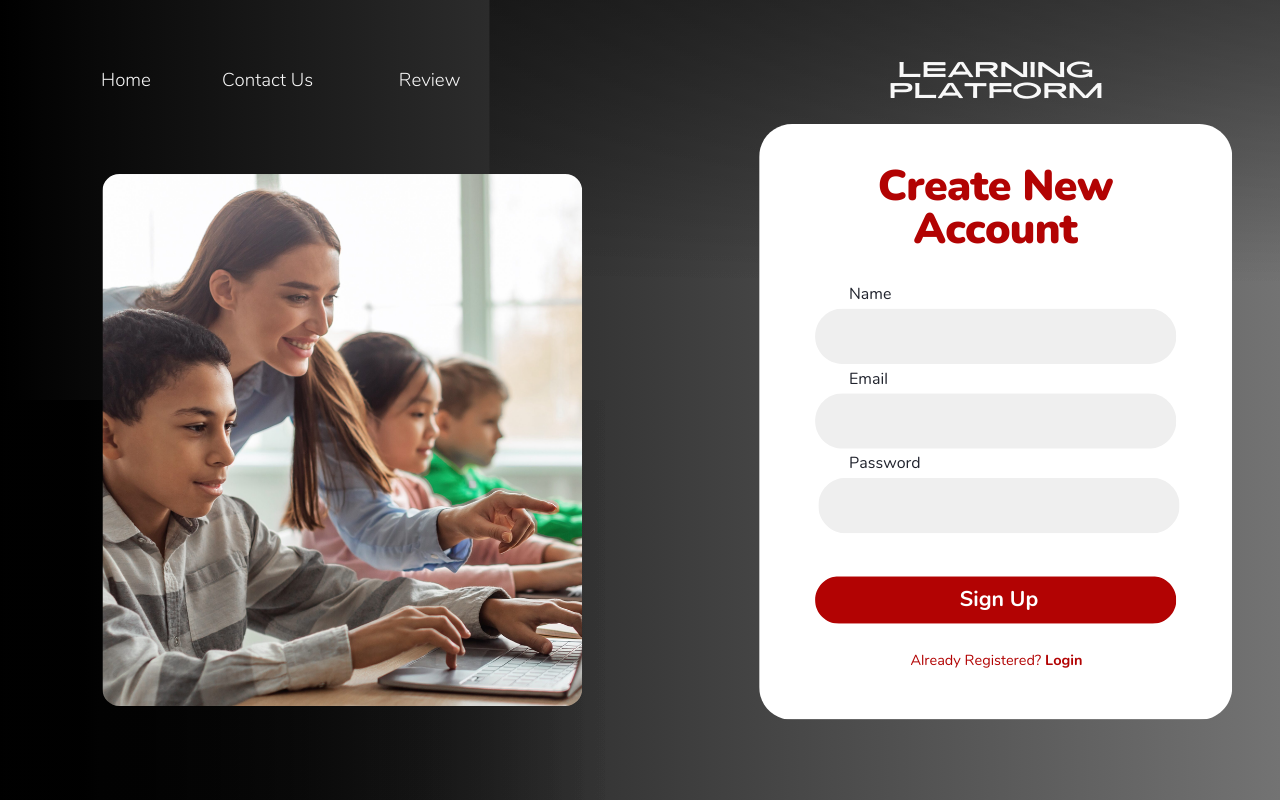 Home
Contact Us
Review
LEARNING
PLATFORM
Create New
Account
Name
Email
Password
Sign Up
Already Registered? Login